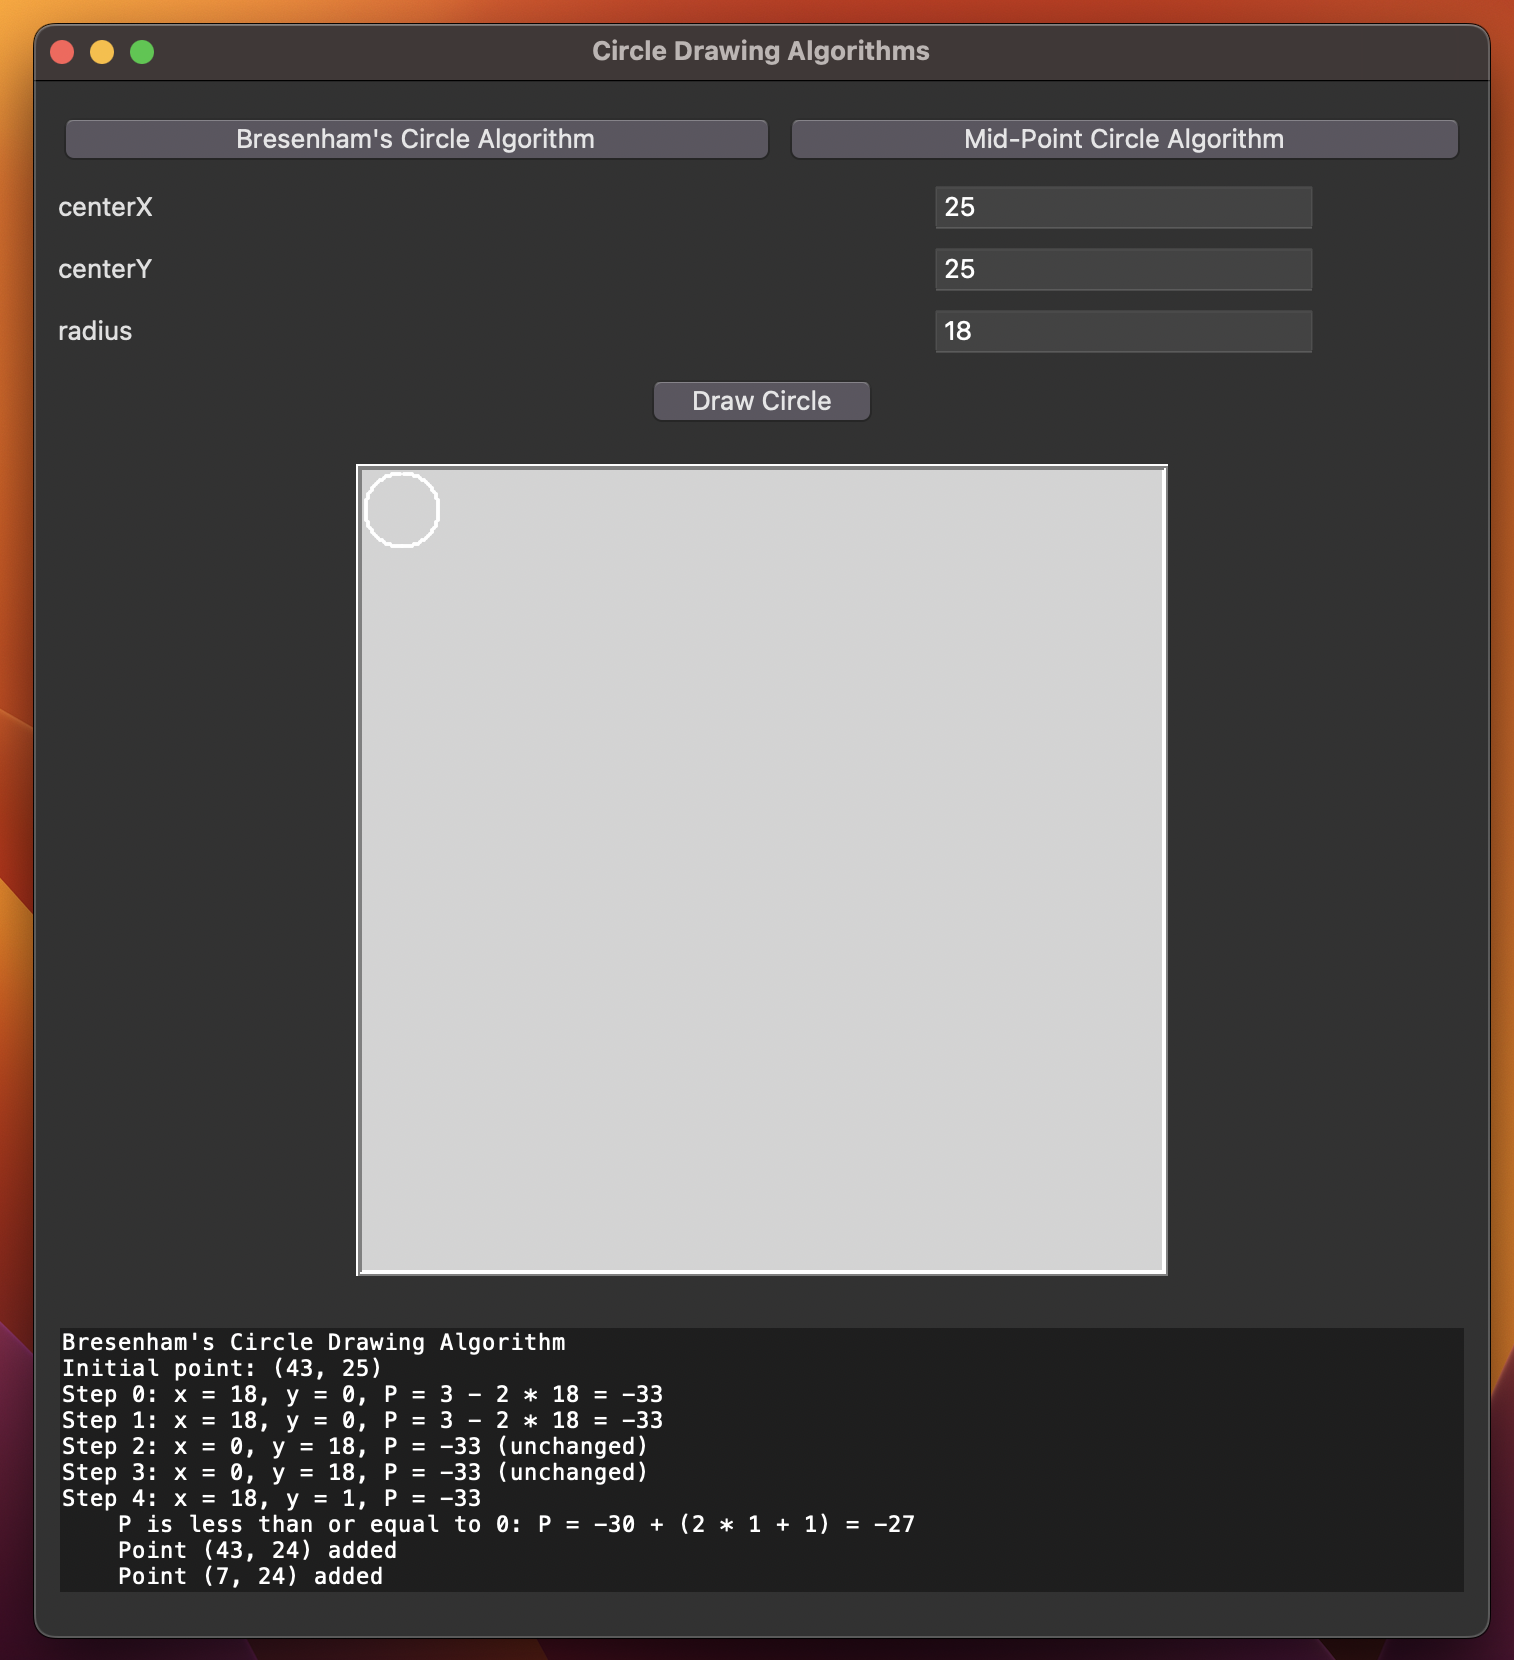 Circle Drawing Algorithms
Bresenham's Circle Algorithm
Mid-Point Circle Algorithm
centerX
25
centerY
25
radius
18
Draw Circle
Bresenham's Circle Drawing Algorithm
Initial point: (43, 25)
Step 0: x = 18, y = 0, P = 3 - 2 * 18 = -33
Step 1: x = 18, y = 0, P = 3 - 2 * 18 = -33
Step 2: x = 0, y = 18, P = -33 (unchanged)
Step 3: x = 0, y = 18, P = -33 (unchanged)
Step 4: x = 18, y = 1, P = -33
    P is less than or equal to 0: P = -30 + (2 * 1 + 1) = -27
    Point (43, 24) added
    Point (7, 24) added